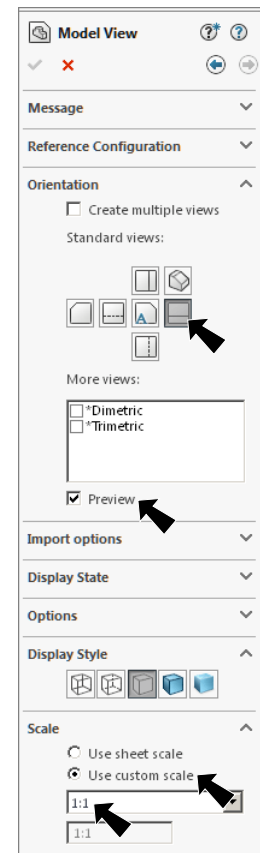 Model View
Message
Reference Configuration
Orientation
Create multiple views
Standard views:
A
More views:
*Dimetric
*Trimetric
Preview
Import options
Display State
Options
Display Style
Scale
Use sheet scale
Use custom scale
1:1
1:1